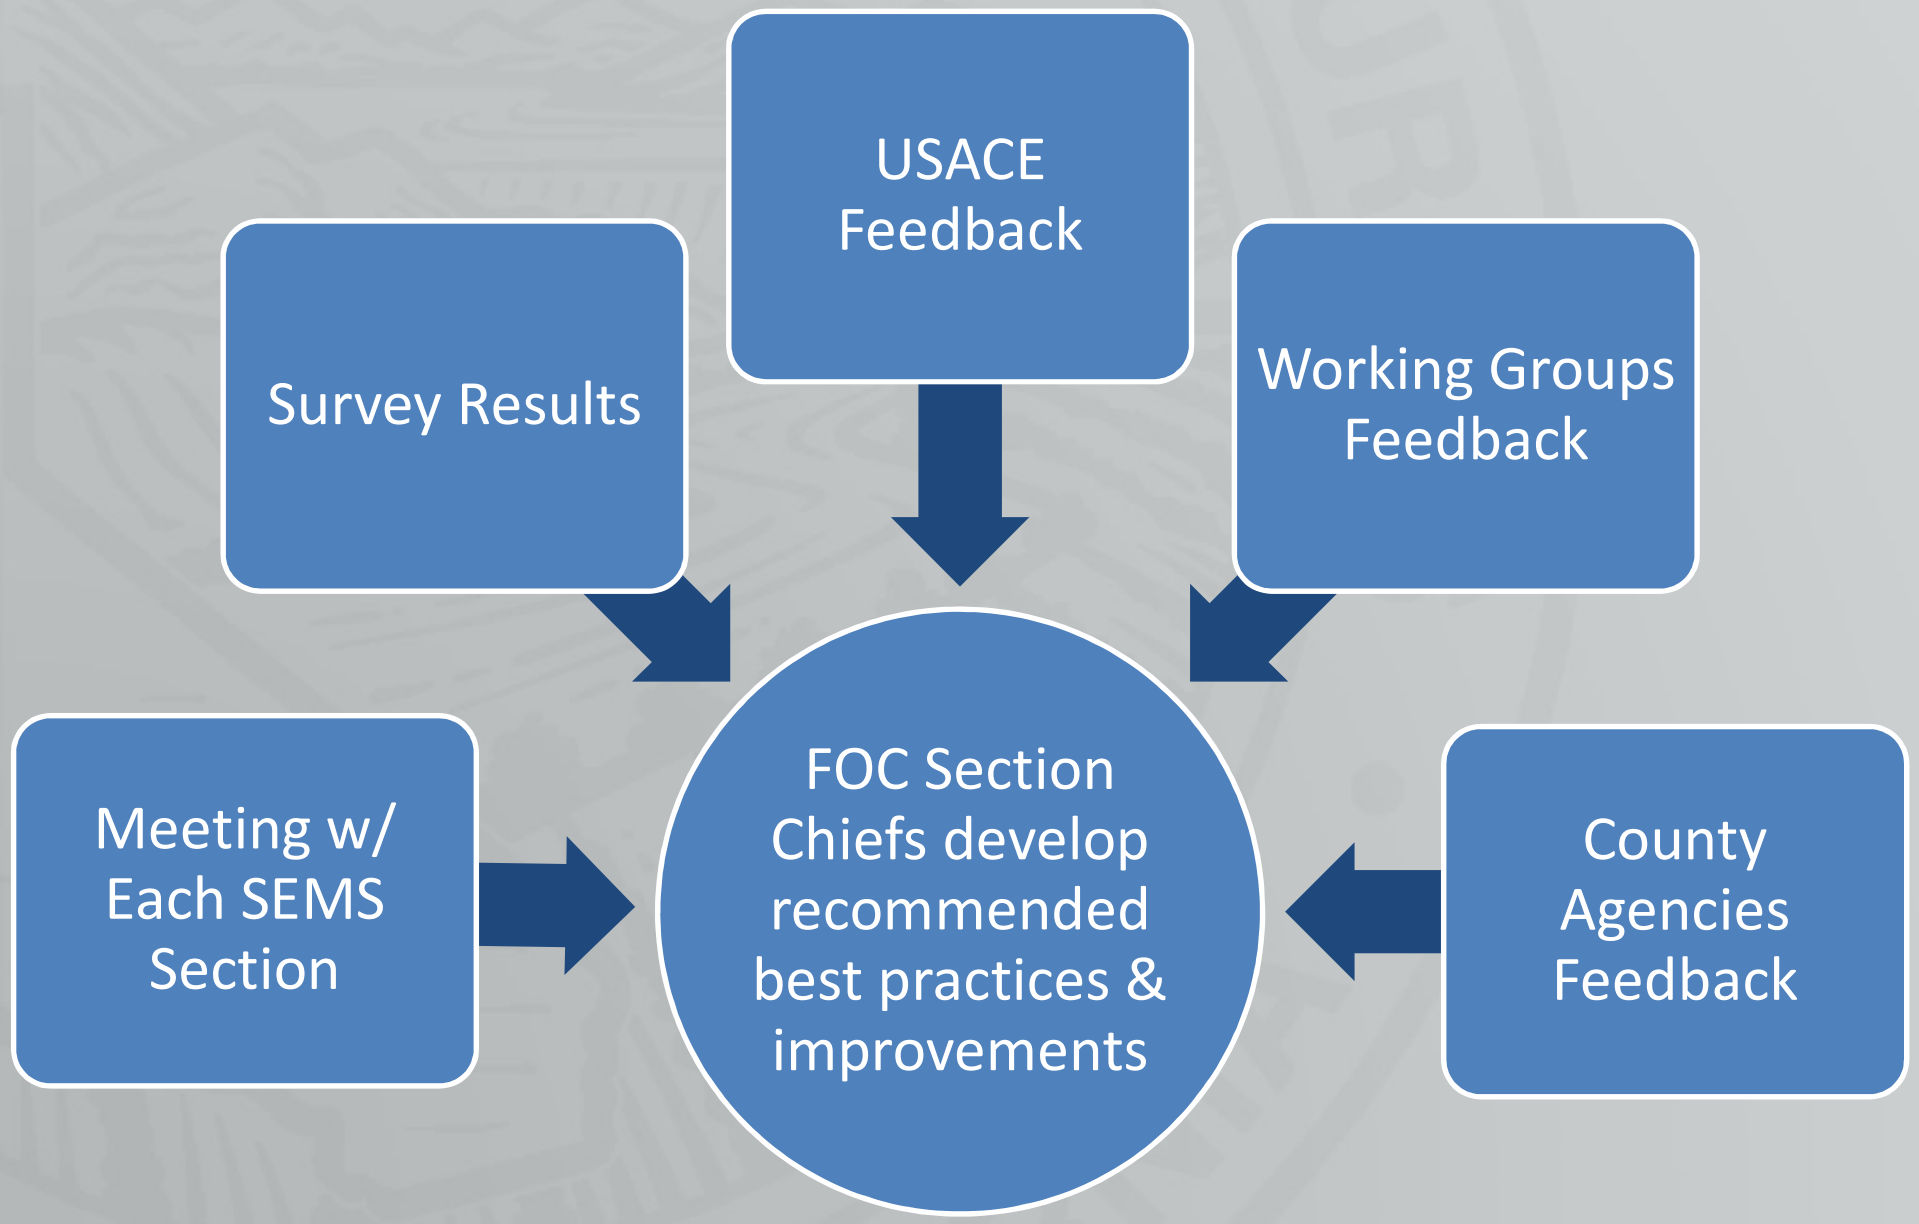 USACE
Feedback
Survey Results
Working Groups
Feedback
Meeting w/
Each SEMS
Section
FOC Section
Chiefs develop
recommended
best practices &
improvements
County
Agencies
Feedback